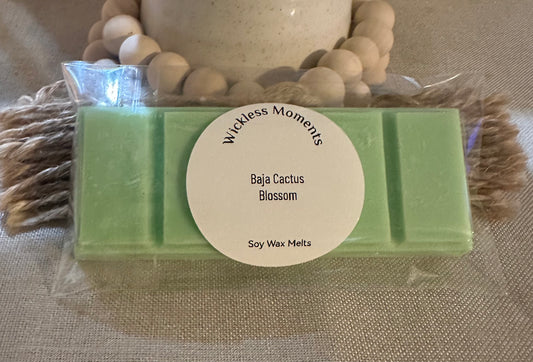 Wickless Moments
Baja Cactus
Blossom
Soy Wax Melts